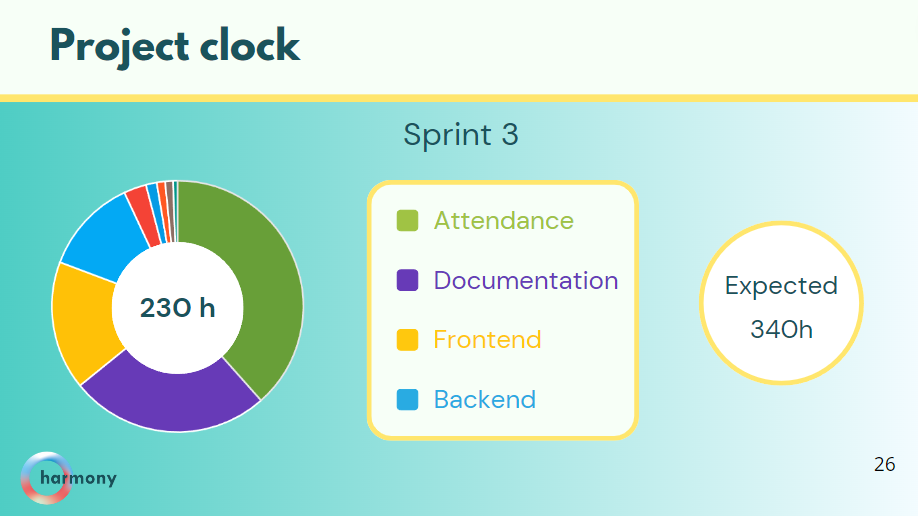 Project clock
Sprint 3
230 h
Attendance
Documentation
Frontend
Backend
Expected
340h
harmony
26